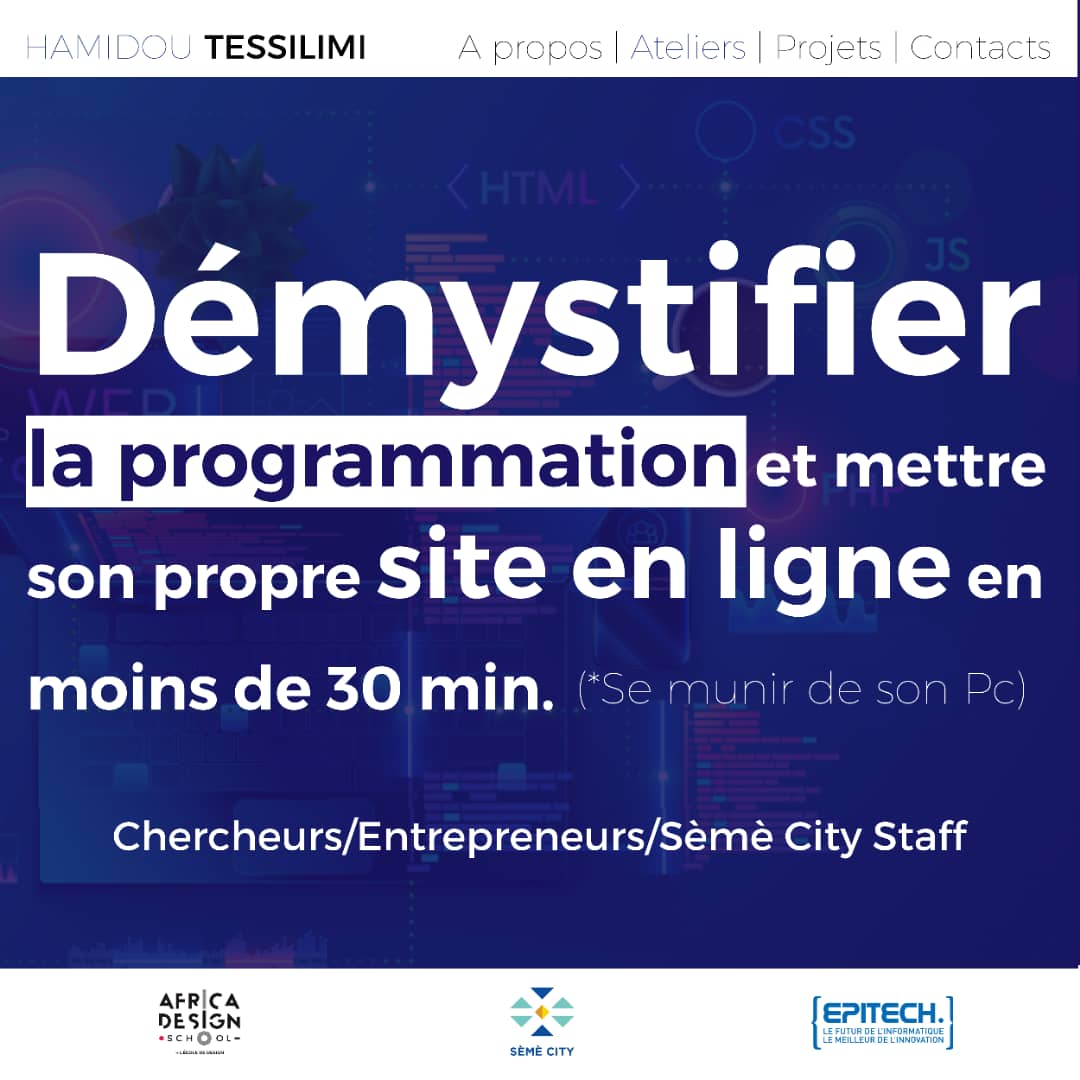 HAMIDOU TESSILIMI
A propos | Ateliers | Projets | Contacts
CSS
< HTML >
JS
Démystifier
WEB
la programmation et mettre
PHP
son propre site en ligne en
moins de 30 min. (*Se munir de son Pc)
Chercheurs/Entrepreneurs/Sèmè City Staff
AFRICA
DESIGN
SCHOOL
SÈMÈ CITY
[EPITECH.]
LE FUTUR DE L'INFORMATIQUE
LE MEILLEUR DE L'INNOVATION